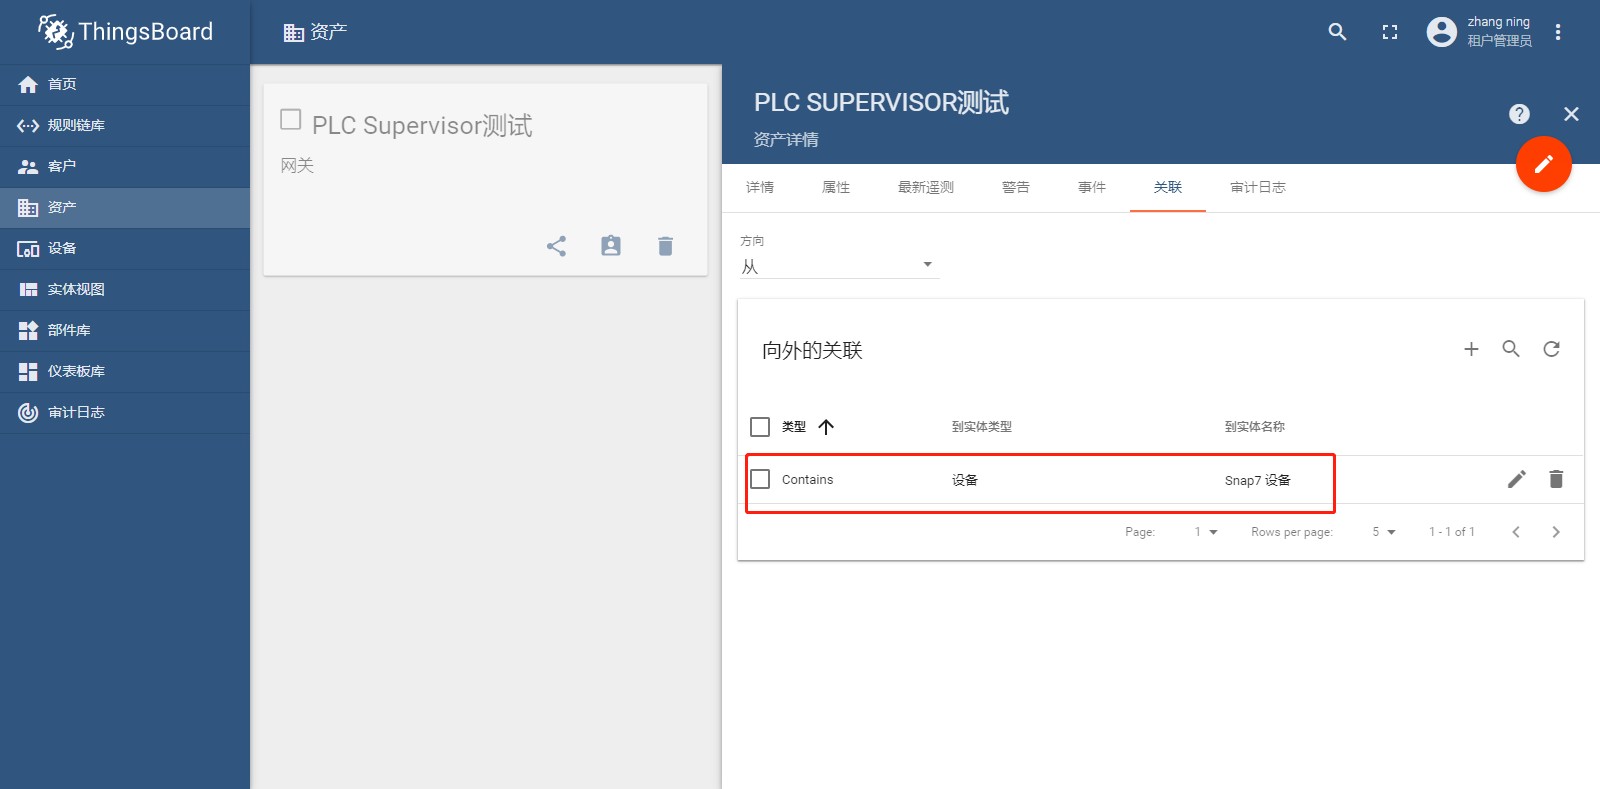 ThingsBoard
资产
zhang ning
租户管理员
首页
规则链库
客户
资产
设备
实体视图
部件库
仪表板库
审计日志
PLC Supervisor测试
网关
PLC SUPERVISOR测试
资产详情
详情 属性 最新遥测 警告 事件 关联 审计日志
方向
从
向外的关联
类型 到实体类型 到实体名称
Contains 设备 Snap7 设备
Page: 1 Rows per page: 5 1 - 1 of 1